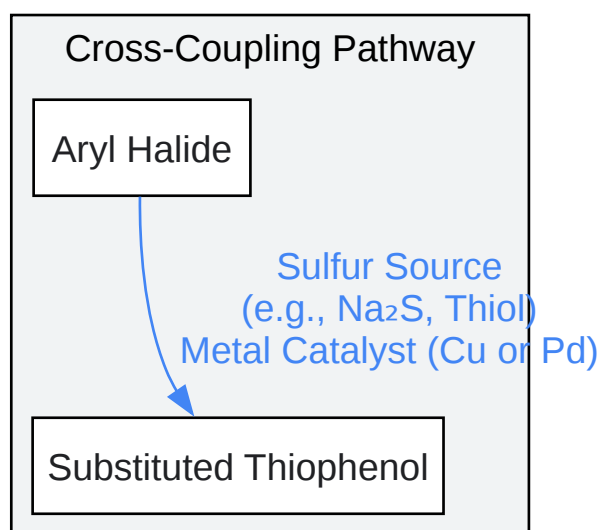 Cross-Coupling Pathway
Aryl Halide
Sulfur Source
(e.g., Na₂S, Thiol)
Metal Catalyst (Cu or Pd)
Substituted Thiophenol